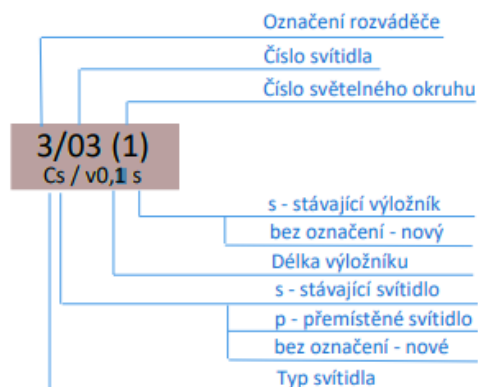 Označení rozváděče
Číslo svítidla
Číslo světelného okruhu
3/03 (1)
Cs / v0,1 s
s - stávající výložník
bez označení - nový
Délka výložníku
s - stávající svítidlo
p - přemístěné svítidlo
bez označení - nové
Typ svítidla